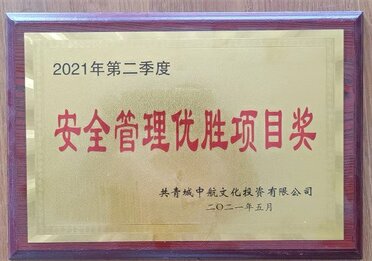 2021年第二季度
安全管理优胜项目奖
共青城中航文化投资有限公司
二〇二一年五月